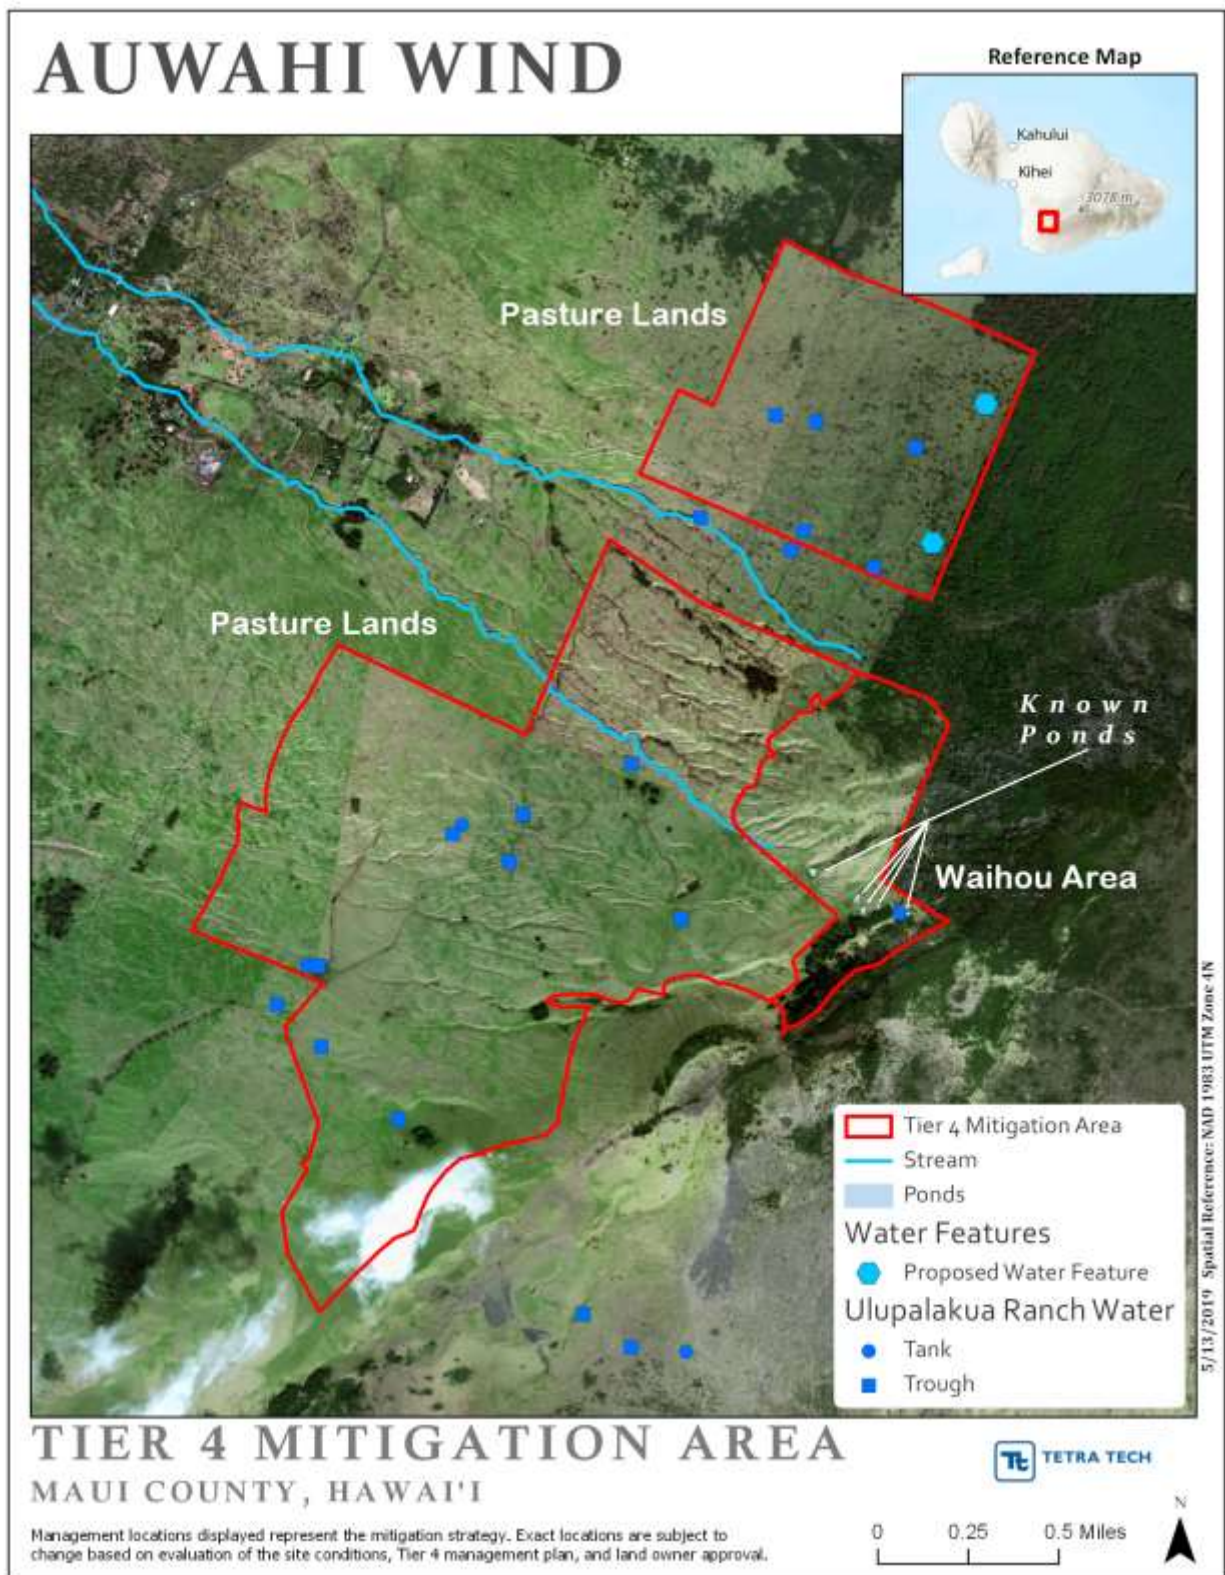 AUWAHI WIND
Reference Map
Kahului
Kihei
3078 m
Pasture Lands
Pasture Lands
Known
Ponds
Waihou Area
Tier 4 Mitigation Area
Stream
Ponds
Water Features
Proposed Water Feature
Ulupalakua Ranch Water
Tank
Trough
5/13/2019 Spatial Reference: NAD 1983 UTM Zone 4N
TIER 4 MITIGATION AREA
MAUI COUNTY, HAWAI'I
Tt TETRA TECH
Management locations displayed represent the mitigation strategy. Exact locations are subject to
change based on evaluation of the site conditions, Tier 4 management plan, and land owner approval.
0 0.25 0.5 Miles
N